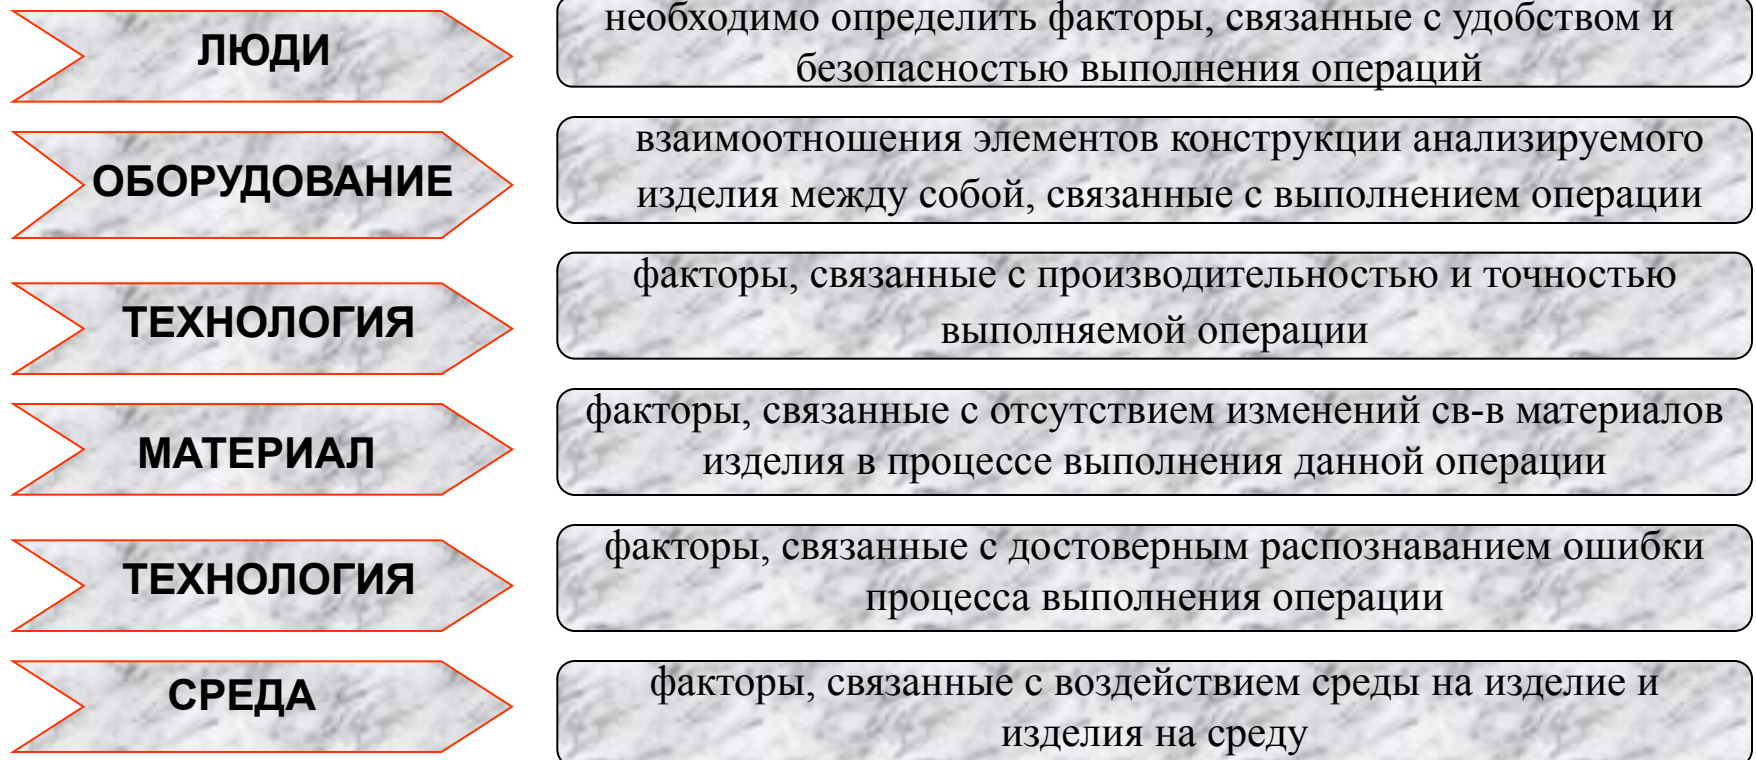 ЛЮДИ
необходимо определить факторы, связанные с удобством и
безопасностью выполнения операций
ОБОРУДОВАНИЕ
взаимоотношения элементов конструкции анализируемого
изделия между собой, связанные с выполнением операции
ТЕХНОЛОГИЯ
факторы, связанные с производительностью и точностью
выполняемой операции
МАТЕРИАЛ
факторы, связанные с отсутствием изменений св-в материалов
изделия в процессе выполнения данной операции
ТЕХНОЛОГИЯ
факторы, связанные с достоверным распознаванием ошибки
процесса выполнения операции
СРЕДА
факторы, связанные с воздействием среды на изделие и
изделия на среду